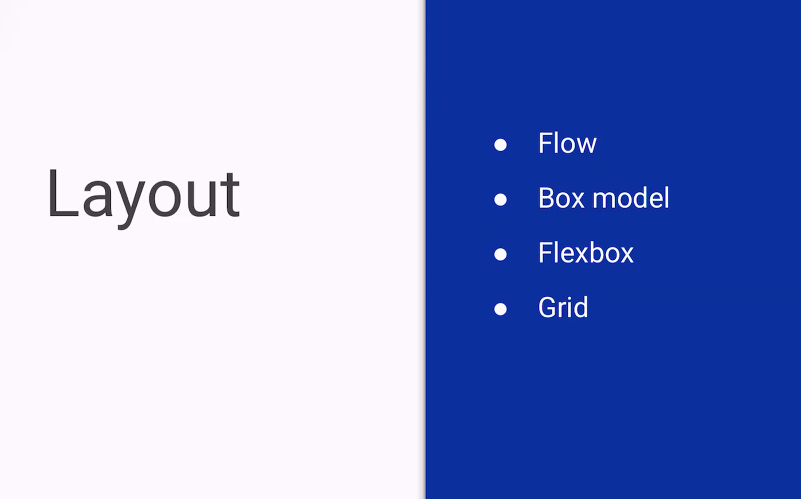 Layout
● Flow
● Box model
● Flexbox
● Grid